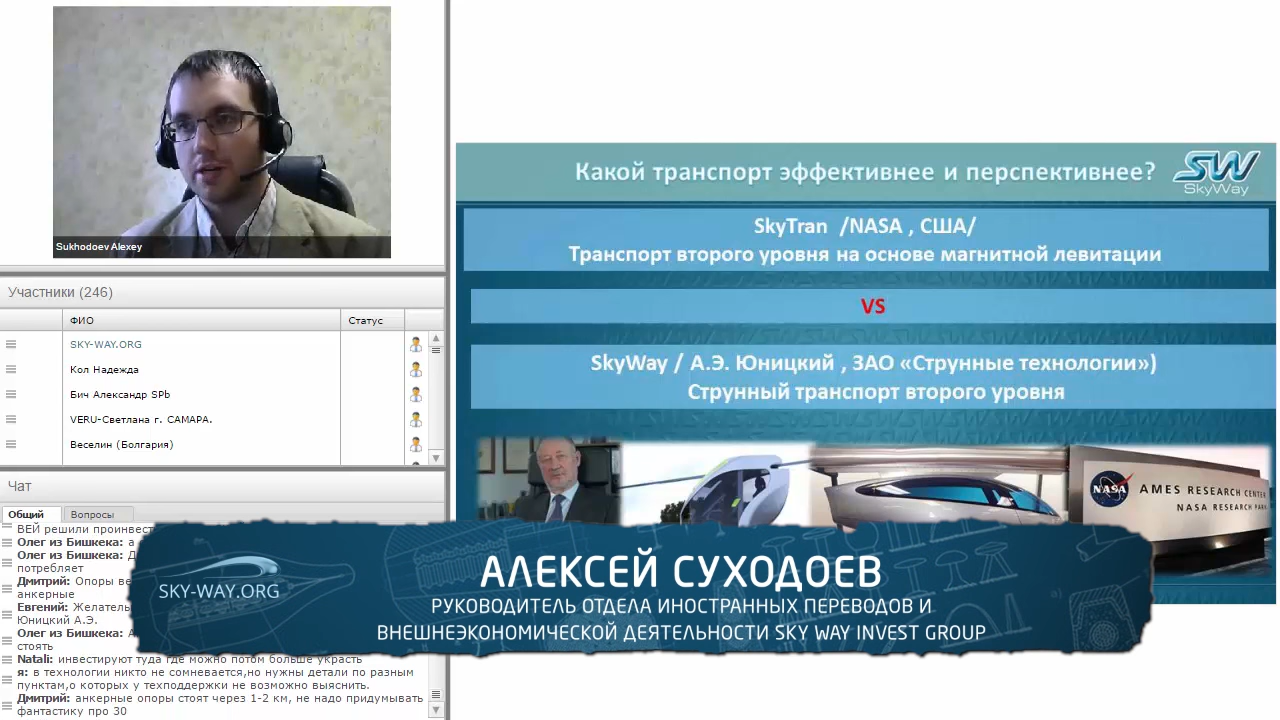 Sukhodoev Alexey
Участники (246)
ФИО
Статус
SKY-WAY.ORG
Кол Надежда
Бич Александр SPb
VERU-Светлана г. САМАРА.
Веселин (Болгария)
Чат
Общий
Вопросы
ВЕЙ решили проинвест
Олег из Бишкека: а
Олег из Бишкека: Д
потребляет
Дмитрий: Опоры ве
анкерные
Евгений: Желатель
Юницкий А.Э.
Олег из Бишкека:
стоять
Natali: инвестируют туда где можно потом больше украсть
я: в технологии никто не сомневается,но нужны детали по разным
пунктам,о которых у техподдержки не возможно выяснить.
Дмитрий: анкерные опоры стоят через 1-2 км, не надо придумывать
фантастику про 30
Какой транспорт эффективнее и перспективнее?
SW
SkyWay
SkyTran /NASA , США/
Транспорт второго уровня на основе магнитной левитации
VS
SkyWay / А.Э. Юницкий , ЗАО «Струнные технологии»)
Струнный транспорт второго уровня
NASA
AMES RESEARCH CENTER
NASA RESEARCH PARK
SKY-WAY.ORG
АЛЕКСЕЙ СУХОДОЕВ
РУКОВОДИТЕЛЬ ОТДЕЛА ИНОСТРАННЫХ ПЕРЕВОДОВ И
ВНЕШНЕЭКОНОМИЧЕСКОЙ ДЕЯТЕЛЬНОСТИ SKY WAY INVEST GROUP